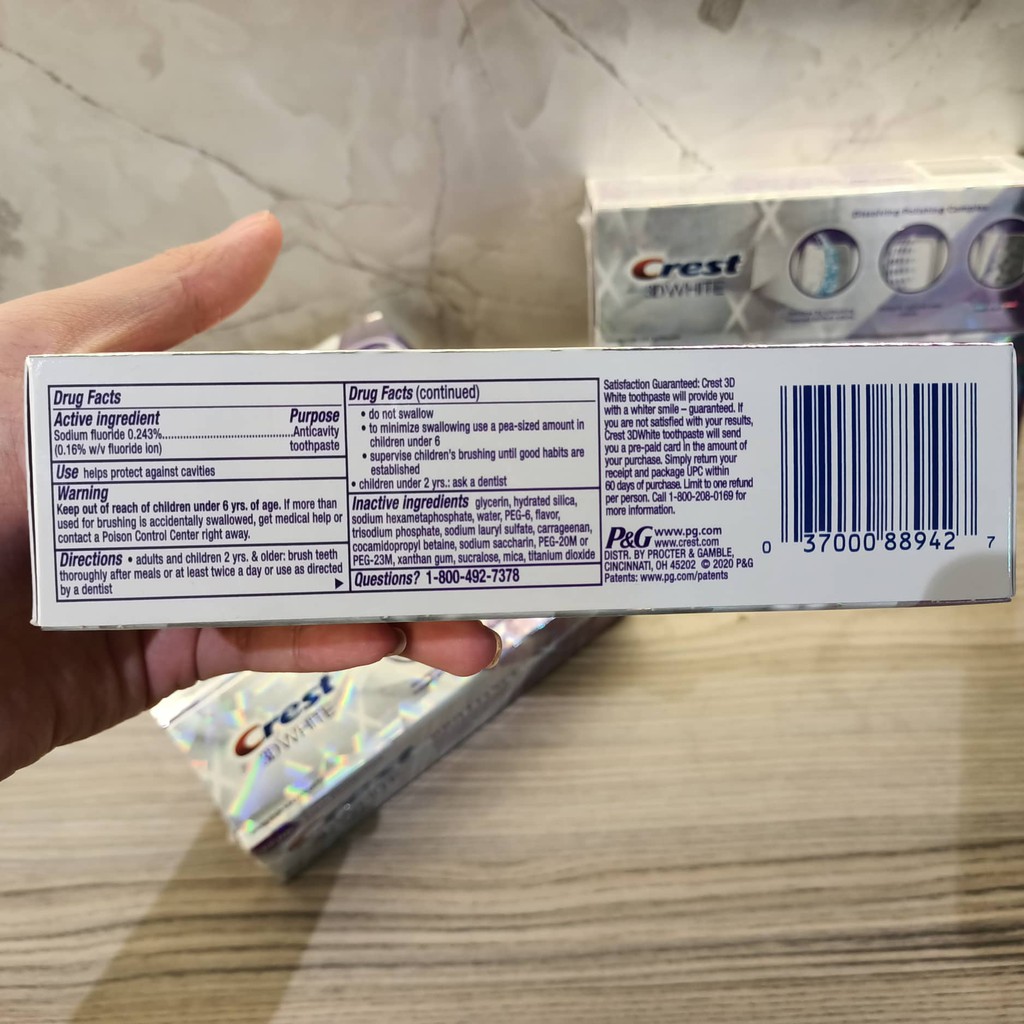 Drug Facts
Active ingredient Purpose
Sodium fluoride 0.243%..............................Anticavity
(0.16% w/v fluoride ion) toothpaste
Use helps protect against cavities
Warning
Keep out of reach of children under 6 yrs. of age. If more than
used for brushing is accidentally swallowed, get medical help or
contact a Poison Control Center right away.
Directions • adults and children 2 yrs. & older: brush teeth
thoroughly after meals or at least twice a day or use as directed
by a dentist
Drug Facts (continued)
• do not swallow
• to minimize swallowing use a pea-sized amount in
children under 6
• supervise children's brushing until good habits are
established
• children under 2 yrs.: ask a dentist
Inactive ingredients glycerin, hydrated silica,
sodium hexametaphosphate, water, PEG-6, flavor,
trisodium phosphate, sodium lauryl sulfate, carrageenan,
cocamidopropyl betaine, sodium saccharin, PEG-20M or
PEG-23M, xanthan gum, sucralose, mica, titanium dioxide
Questions? 1-800-492-7378
Satisfaction Guaranteed: Crest 3D
White toothpaste will provide you
with a whiter smile – guaranteed. If
you are not satisfied with your results,
Crest 3DWhite toothpaste will send
you a pre-paid card in the amount of
your purchase. Simply return your
receipt and package UPC within
60 days of purchase. Limit to one refund
per person. Call 1-800-208-0169 for
more information.
P&G www.pg.com
www.crest.com
DISTR. BY PROCTER & GAMBLE,
CINCINNATI, OH 45202 © 2020 P&G
Patents: www.pg.com/patents
0 37000 88942 7
Dissolving Polishing Complex
Crest
3DWHITE
Crest
3DWHITE